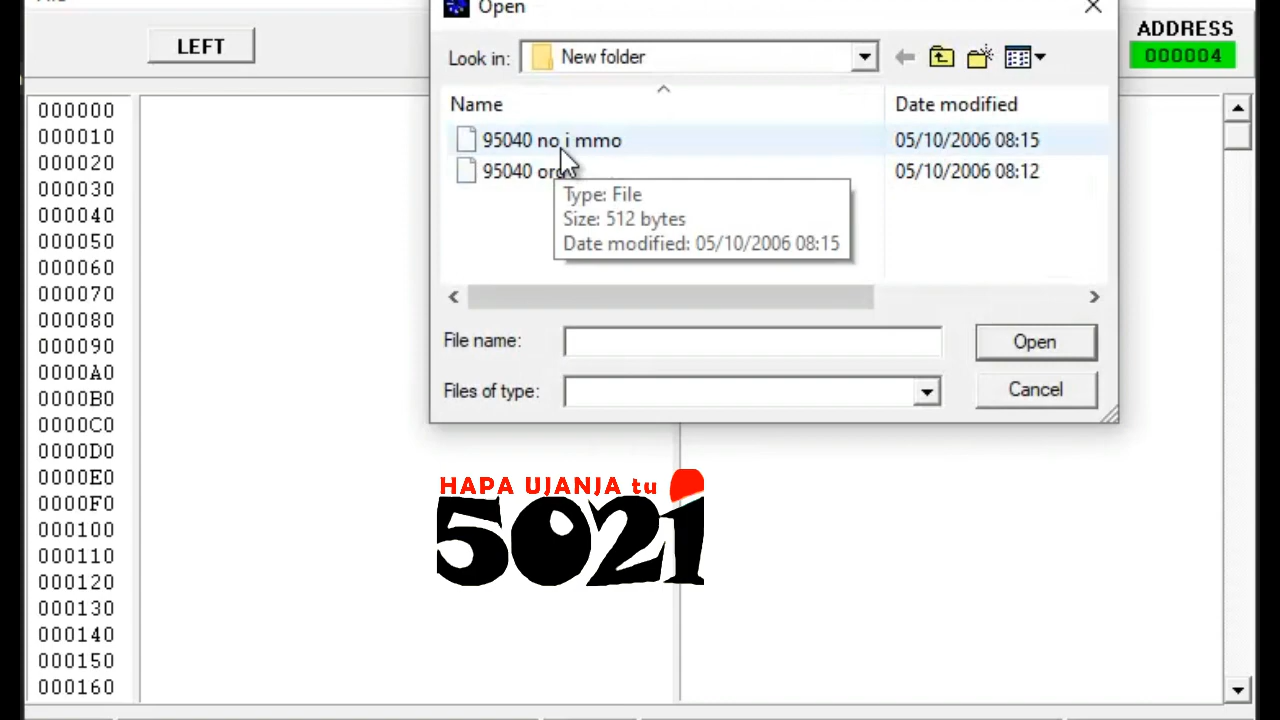 Open
LEFT
Look in:
New folder
ADDRESS
000004
Name
Date modified
95040 no i mmo
05/10/2006 08:15
95040
05/10/2006 08:12
Type: File
Size: 512 bytes
Date modified: 05/10/2006 08:15
File name:
Open
Files of type:
Cancel
000000
000010
000020
000030
000040
000050
000060
000070
000080
000090
0000A0
0000B0
0000C0
0000D0
0000E0
0000F0
000100
000110
000120
000130
000140
000150
000160
HAPA UJANJA tu
5021